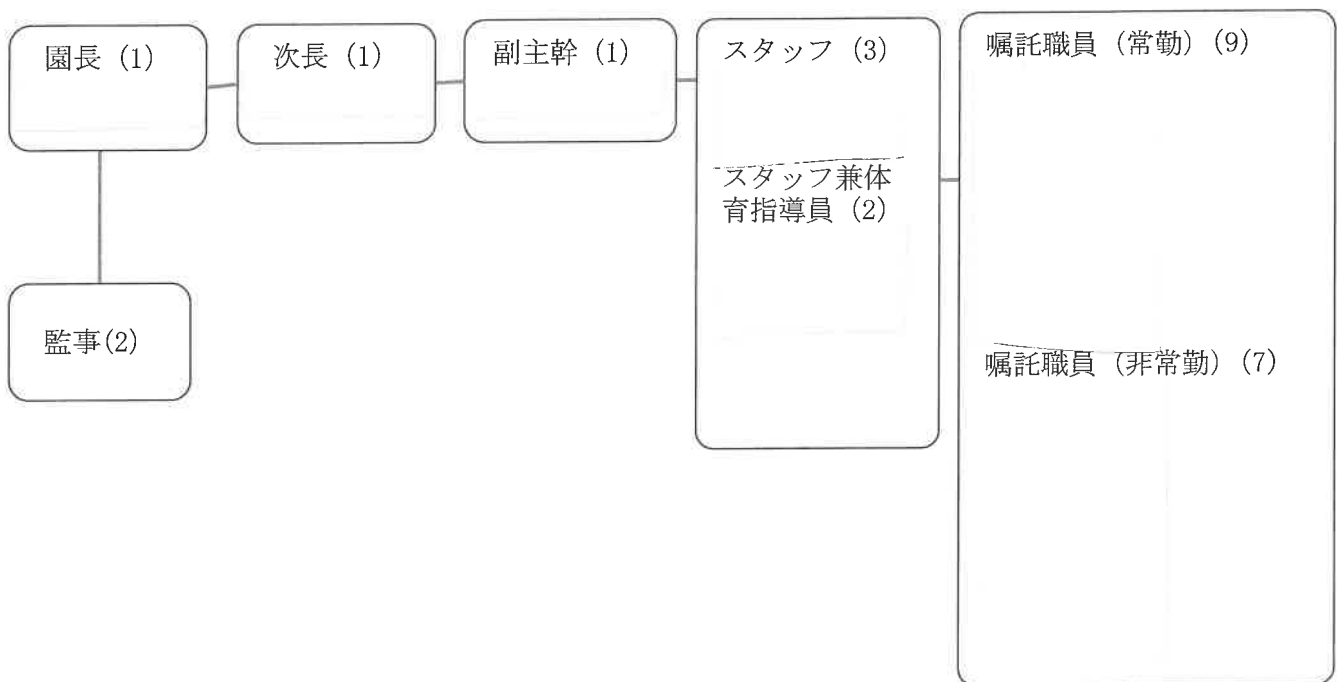 園長 (1)
次長 (1)
副主幹 (1)
スタッフ (3)
スタッフ兼体
育指導員 (2)
嘱託職員 (常勤) (9)
嘱託職員 (非常勤) (7)
監事(2)